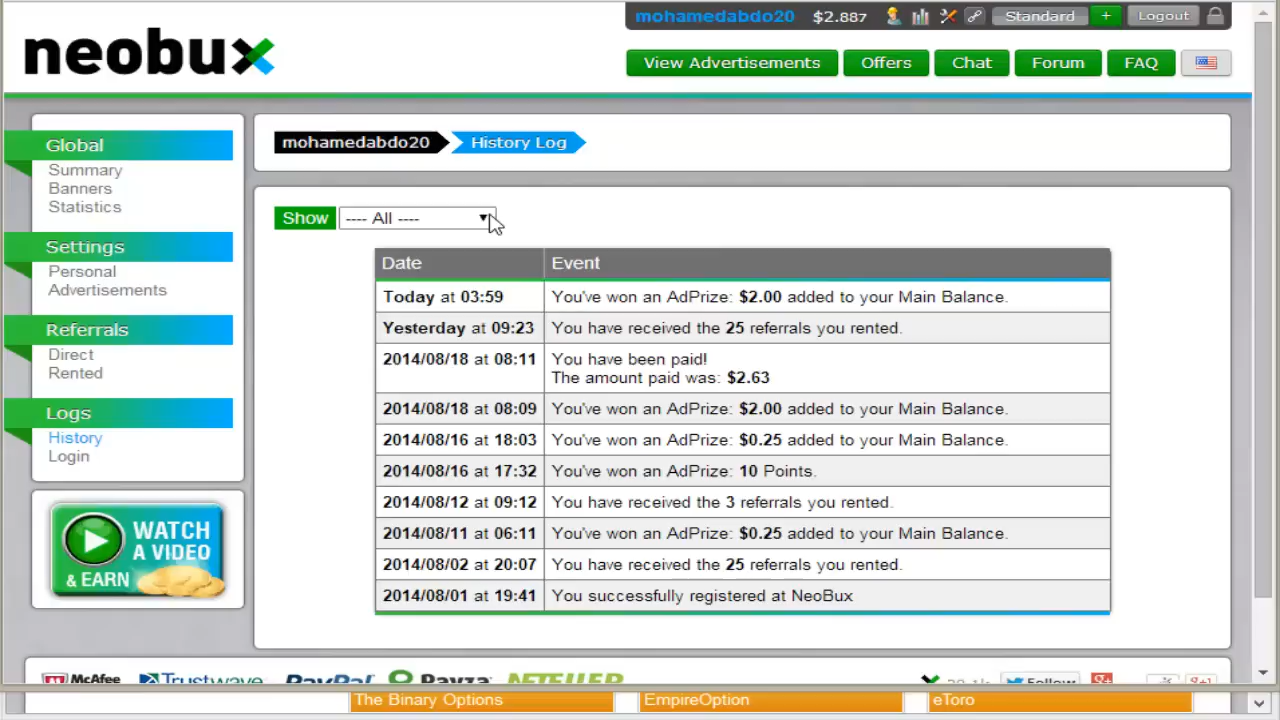 mohamedabdo20 $2.887 Standard + Logout
neobux
View Advertisements Offers Chat Forum FAQ
Global
Summary
Banners
Statistics
Settings
Personal
Advertisements
Referrals
Direct
Rented
Logs
History
Login
WATCH
A VIDEO
& EARN
mohamedabdo20 History Log
Show ---- All ----
Date Event
Today at 03:59 You've won an AdPrize: $2.00 added to your Main Balance.
Yesterday at 09:23 You have received the 25 referrals you rented.
2014/08/18 at 08:11 You have been paid!
The amount paid was: $2.63
2014/08/18 at 08:09 You've won an AdPrize: $2.00 added to your Main Balance.
2014/08/16 at 18:03 You've won an AdPrize: $0.25 added to your Main Balance.
2014/08/16 at 17:32 You've won an AdPrize: 10 Points.
2014/08/12 at 09:12 You have received the 3 referrals you rented.
2014/08/11 at 06:11 You've won an AdPrize: $0.25 added to your Main Balance.
2014/08/02 at 20:07 You have received the 25 referrals you rented.
2014/08/01 at 19:41 You successfully registered at NeoBux
McAfee Trustwave PayPal Payza NETELLER Follow
The Binary Options EmpireOption eToro